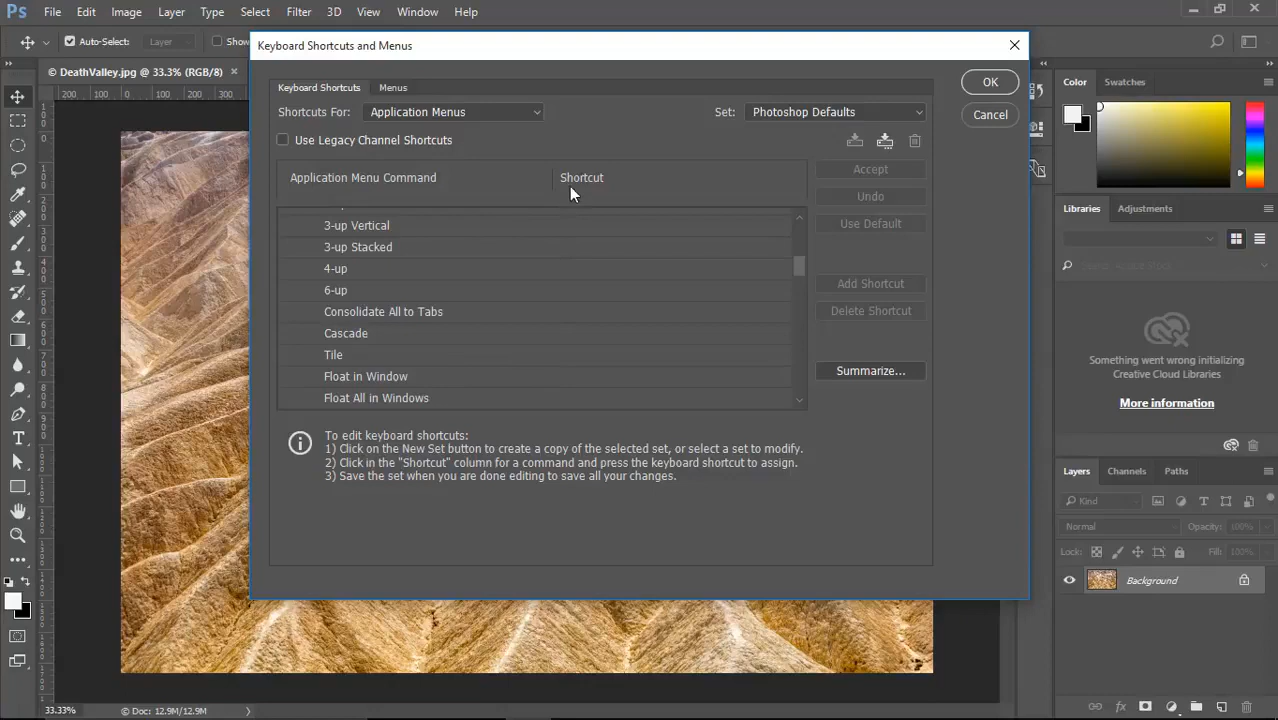 Ps File Edit Image Layer Type Select Filter 3D View Window Help
Auto-Select: Layer Show
DeathValley.jpg @ 33.3% (RGB/8)
200 100 0 100 200 300
Keyboard Shortcuts and Menus
Keyboard Shortcuts Menus
Shortcuts For: Application Menus Set: Photoshop Defaults
Use Legacy Channel Shortcuts
Application Menu Command Shortcut
3-up Vertical
3-up Stacked
4-up
6-up
Consolidate All to Tabs
Cascade
Tile
Float in Window
Float All in Windows
OK
Cancel
Accept
Undo
Use Default
Add Shortcut
Delete Shortcut
Summarize...
To edit keyboard shortcuts:
1) Click on the New Set button to create a copy of the selected set, or select a set to modify.
2) Click in the "Shortcut" column for a command and press the keyboard shortcut to assign.
3) Save the set when you are done editing to save all your changes.
Color Swatches
Libraries Adjustments
Search Adobe Stock
Something went wrong initializing
Creative Cloud Libraries
More information
Layers Channels Paths
Kind
Normal Opacity: 100%
Lock: Fill: 100%
Background
33.33% Doc: 12.9M/12.9M